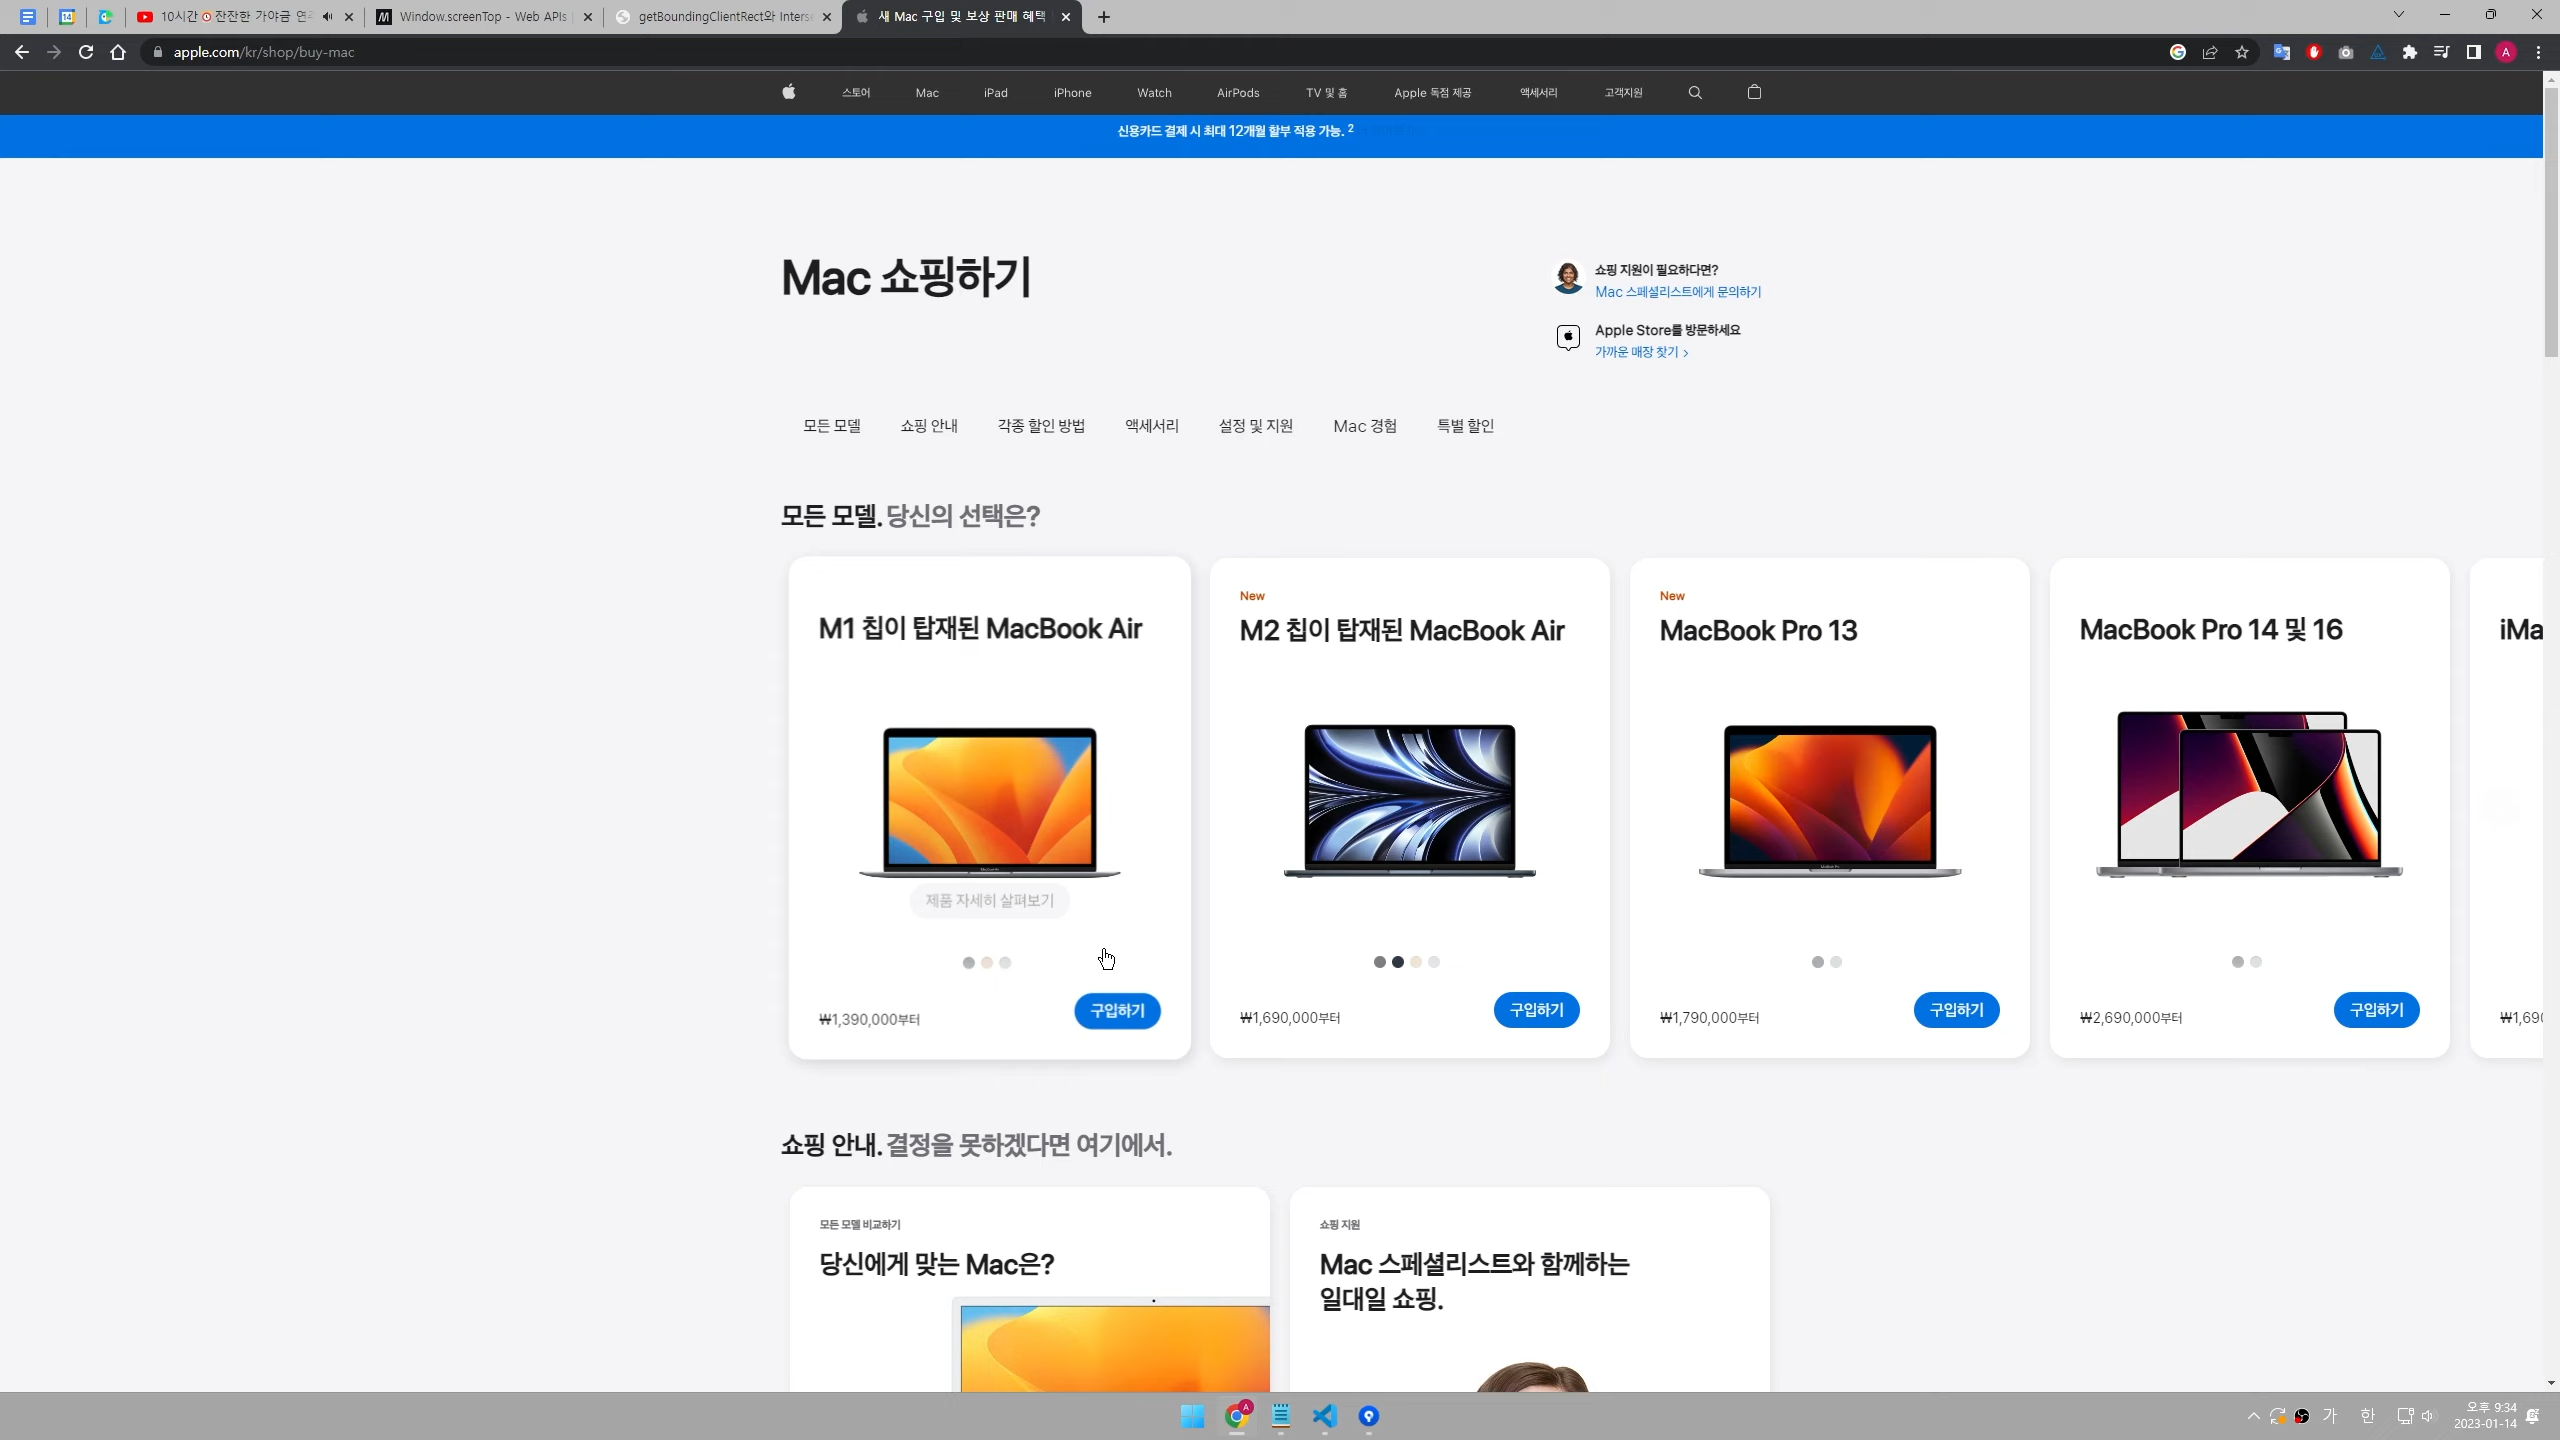 10시간 잔잔한 가야금 연
Window.screenTop - Web APIs
getBoundingClientRect와 Inters
새 Mac 구입 및 보상 판매 혜택
apple.com/kr/shop/buy-mac
A
스토어 Mac iPad iPhone Watch AirPods TV 및 홈 Apple 독점 제공 액세서리 고객지원
신용카드 결제 시 최대 12개월 할부 적용 가능. 2
Mac 쇼핑하기
쇼핑 지원이 필요하다면?
Mac 스페셜리스트에게 문의하기
Apple Store를 방문하세요
가까운 매장 찾기 >
모든 모델 쇼핑 안내 각종 할인 방법 액세서리 설정 및 지원 Mac 경험 특별 할인
모든 모델. 당신의 선택은?
M1 칩이 탑재된 MacBook Air
제품 자세히 살펴보기
₩1,390,000부터
구입하기
New
M2 칩이 탑재된 MacBook Air
₩1,690,000부터
구입하기
New
MacBook Pro 13
₩1,790,000부터
구입하기
MacBook Pro 14 및 16
₩2,690,000부터
구입하기
iMa
₩1,690
쇼핑 안내. 결정을 못하겠다면 여기에서.
모든 모델 비교하기
당신에게 맞는 Mac은?
쇼핑 지원
Mac 스페셜리스트와 함께하는
일대일 쇼핑.
A
가 한
오후 9:34
2023-01-14